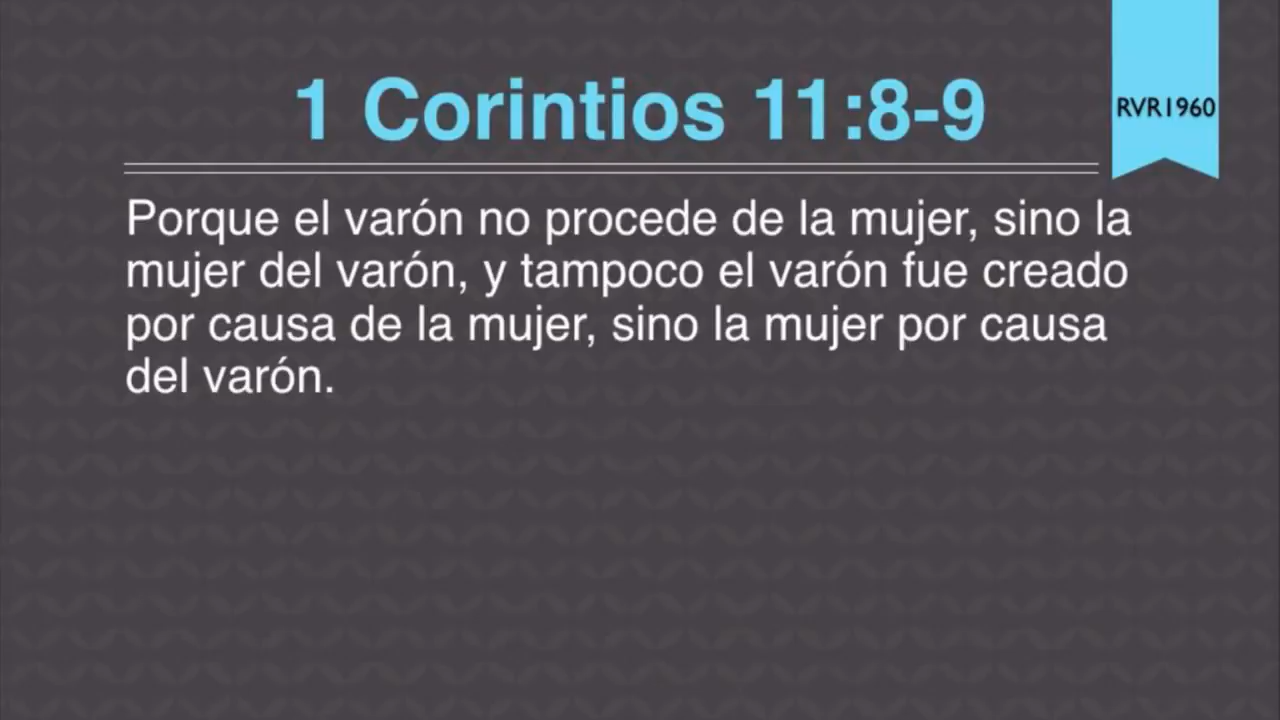 1 Corintios 11:8-9
RVR1960
Porque el varón no procede de la mujer, sino la
mujer del varón, y tampoco el varón fue creado
por causa de la mujer, sino la mujer por causa
del varón.